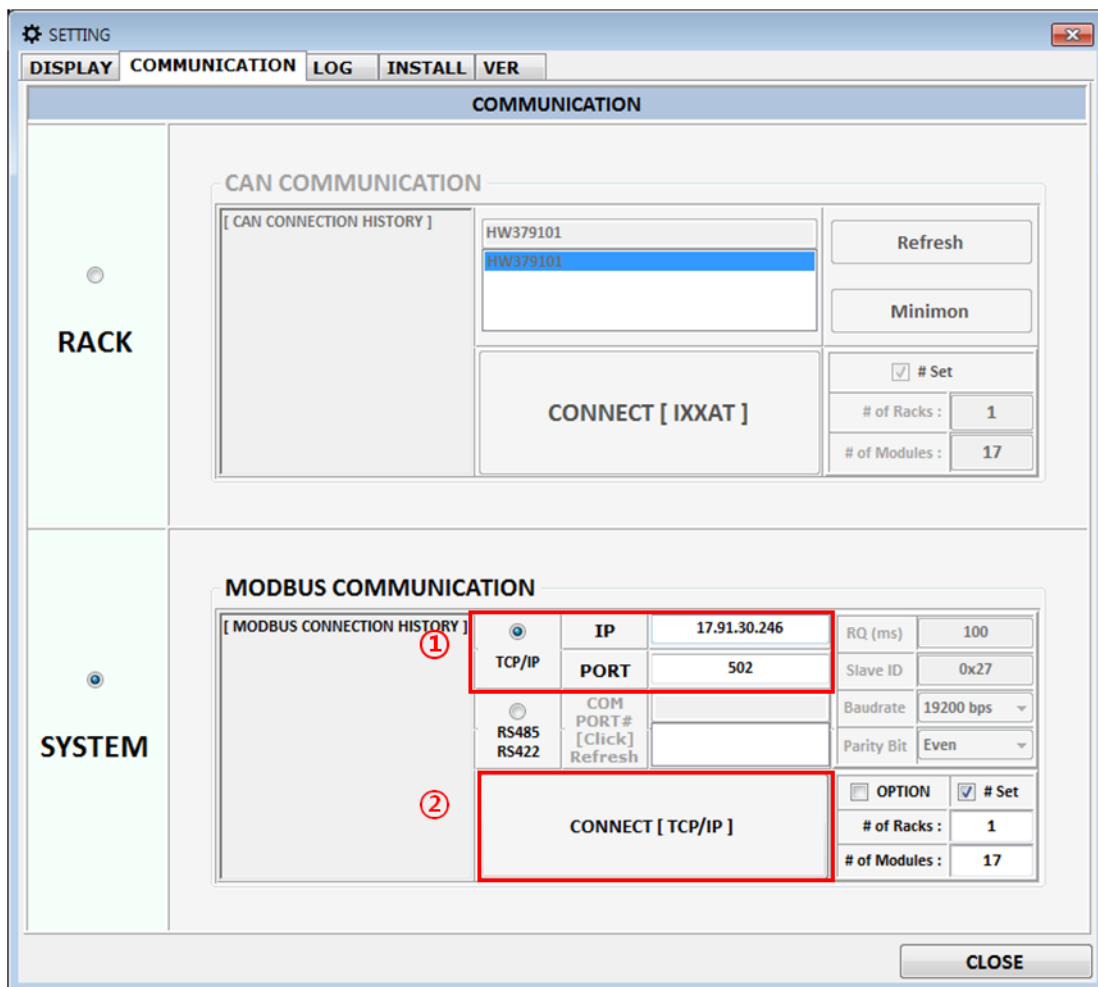 SETTING
DISPLAY COMMUNICATION LOG INSTALL VER
COMMUNICATION
RACK
CAN COMMUNICATION
[ CAN CONNECTION HISTORY ]
HW379101
HW379101
Refresh
Minimon
CONNECT [ IXXAT ]
# Set
# of Racks : 1
# of Modules : 17
SYSTEM
MODBUS COMMUNICATION
[ MODBUS CONNECTION HISTORY ]
①
TCP/IP
IP 17.91.30.246
PORT 502
RQ (ms) 100
Slave ID 0x27
RS485
RS422
COM
PORT#
[Click]
Refresh
Baudrate 19200 bps
Parity Bit Even
②
CONNECT [ TCP/IP ]
OPTION # Set
# of Racks : 1
# of Modules : 17
CLOSE